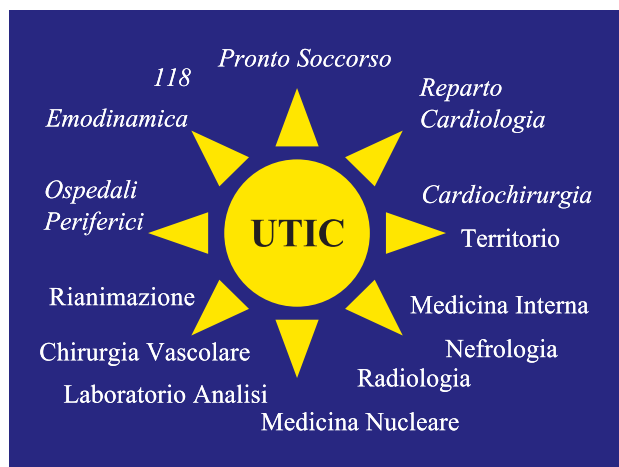 Pronto Soccorso
118
Reparto
Cardiologia
Emodinamica
Ospedali
Periferici
Cardiochirurgia
UTIC
Territorio
Rianimazione
Medicina Interna
Chirurgia Vascolare
Nefrologia
Radiologia
Laboratorio Analisi
Medicina Nucleare